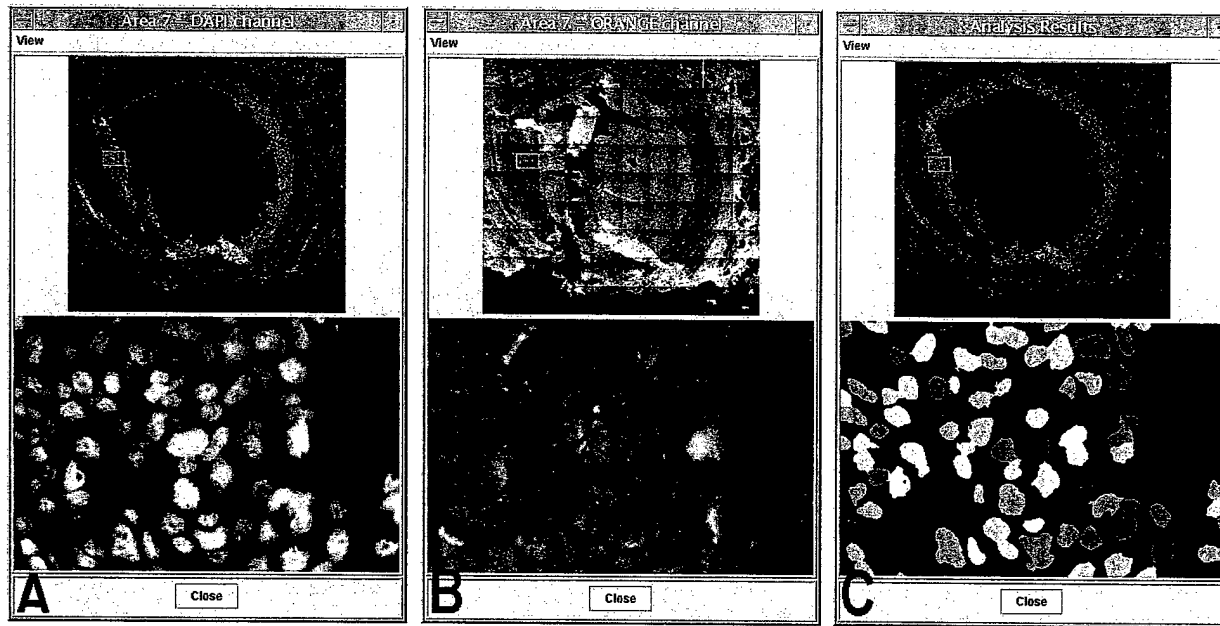 Area 7 – DAPI channel
View
A
Close
Area 7 – ORANGE channel
View
B
Close
Analysis Results
View
C
Close